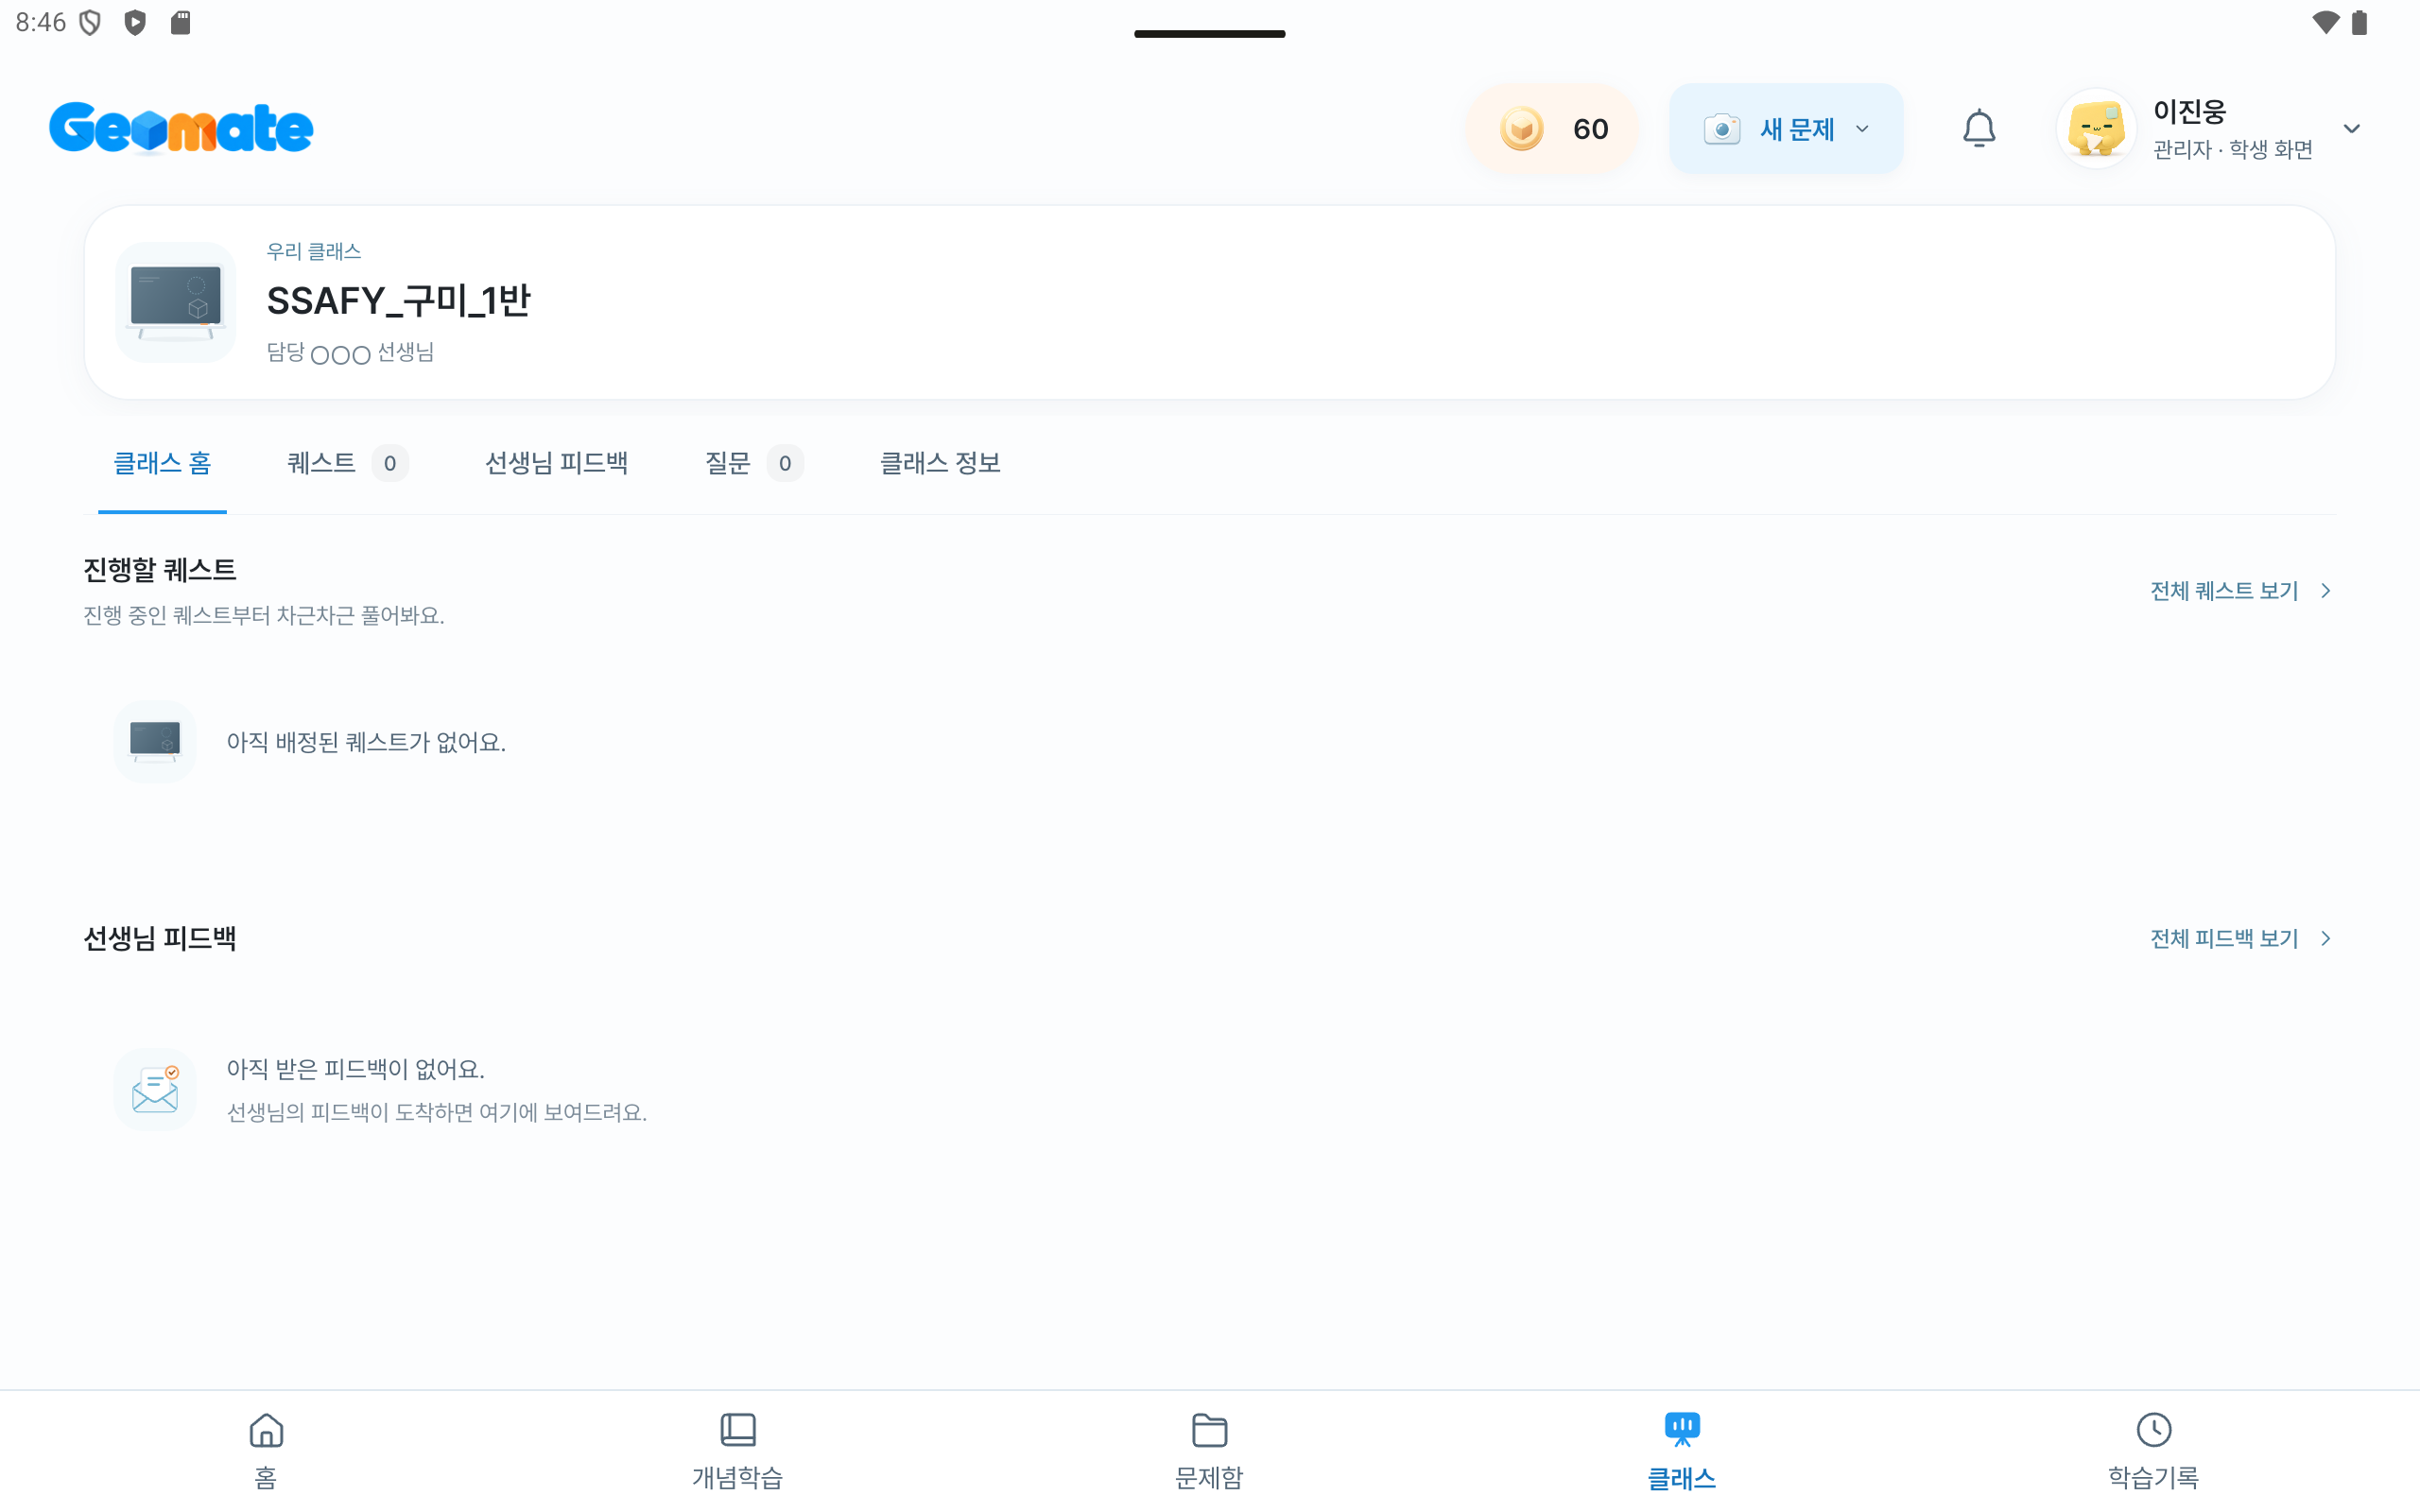 8:46
Geomate
60
새 문제
이진웅
관리자 · 학생 화면
우리 클래스
SSAFY_구미_1반
담당 〇〇〇 선생님
클래스 홈
퀘스트 0
선생님 피드백
질문 0
클래스 정보
진행할 퀘스트
진행 중인 퀘스트부터 차근차근 풀어봐요.
전체 퀘스트 보기
아직 배정된 퀘스트가 없어요.
선생님 피드백
전체 피드백 보기
아직 받은 피드백이 없어요.
선생님의 피드백이 도착하면 여기에 보여드려요.
홈
개념학습
문제함
클래스
학습기록